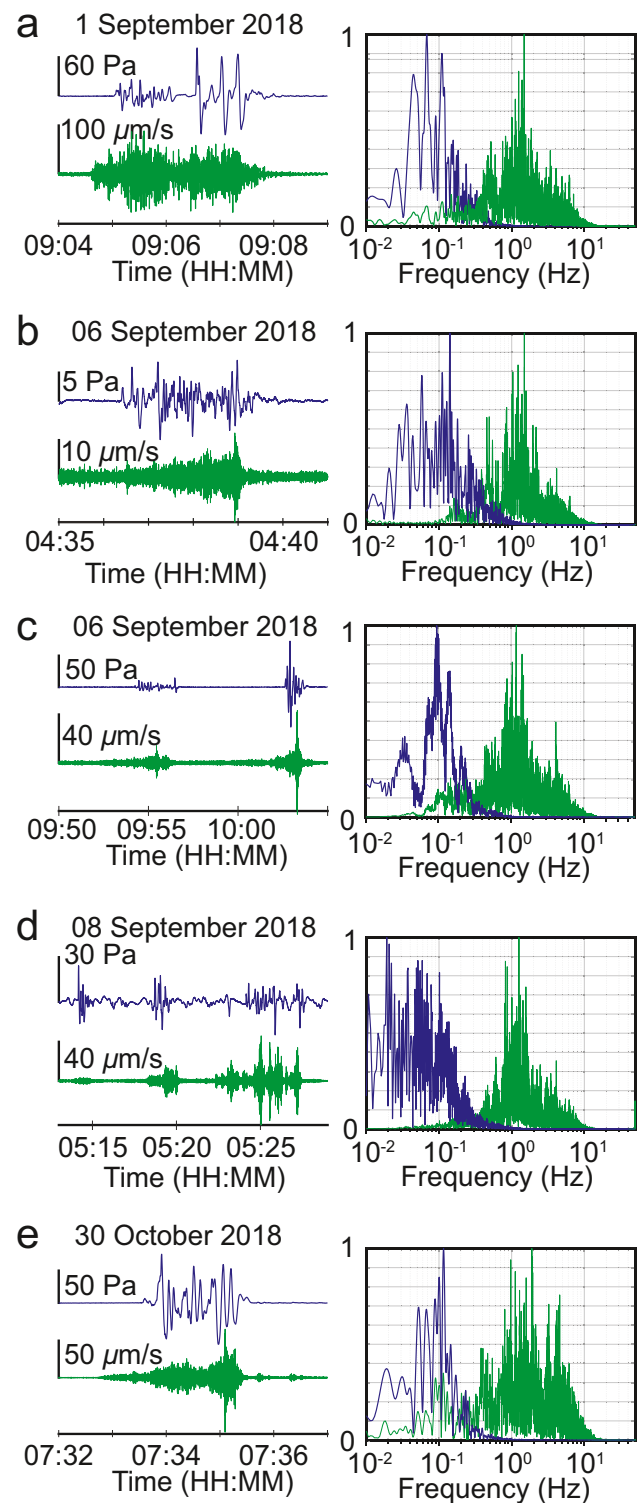 a 1 September 2018
60 Pa
100 µm/s
09:04 09:06 09:08
Time (HH:MM)
1
0
10-2 10-1 100 101
Frequency (Hz)
b 06 September 2018
5 Pa
10 µm/s
04:35 04:40
Time (HH:MM)
1
0
10-2 10-1 100 101
Frequency (Hz)
c 06 September 2018
50 Pa
40 µm/s
09:50 09:55 10:00
Time (HH:MM)
1
0
10-2 10-1 100 101
Frequency (Hz)
d 08 September 2018
30 Pa
40 µm/s
05:15 05:20 05:25
Time (HH:MM)
1
0
10-2 10-1 100 101
Frequency (Hz)
e 30 October 2018
50 Pa
50 µm/s
07:32 07:34 07:36
Time (HH:MM)
1
0
10-2 10-1 100 101
Frequency (Hz)